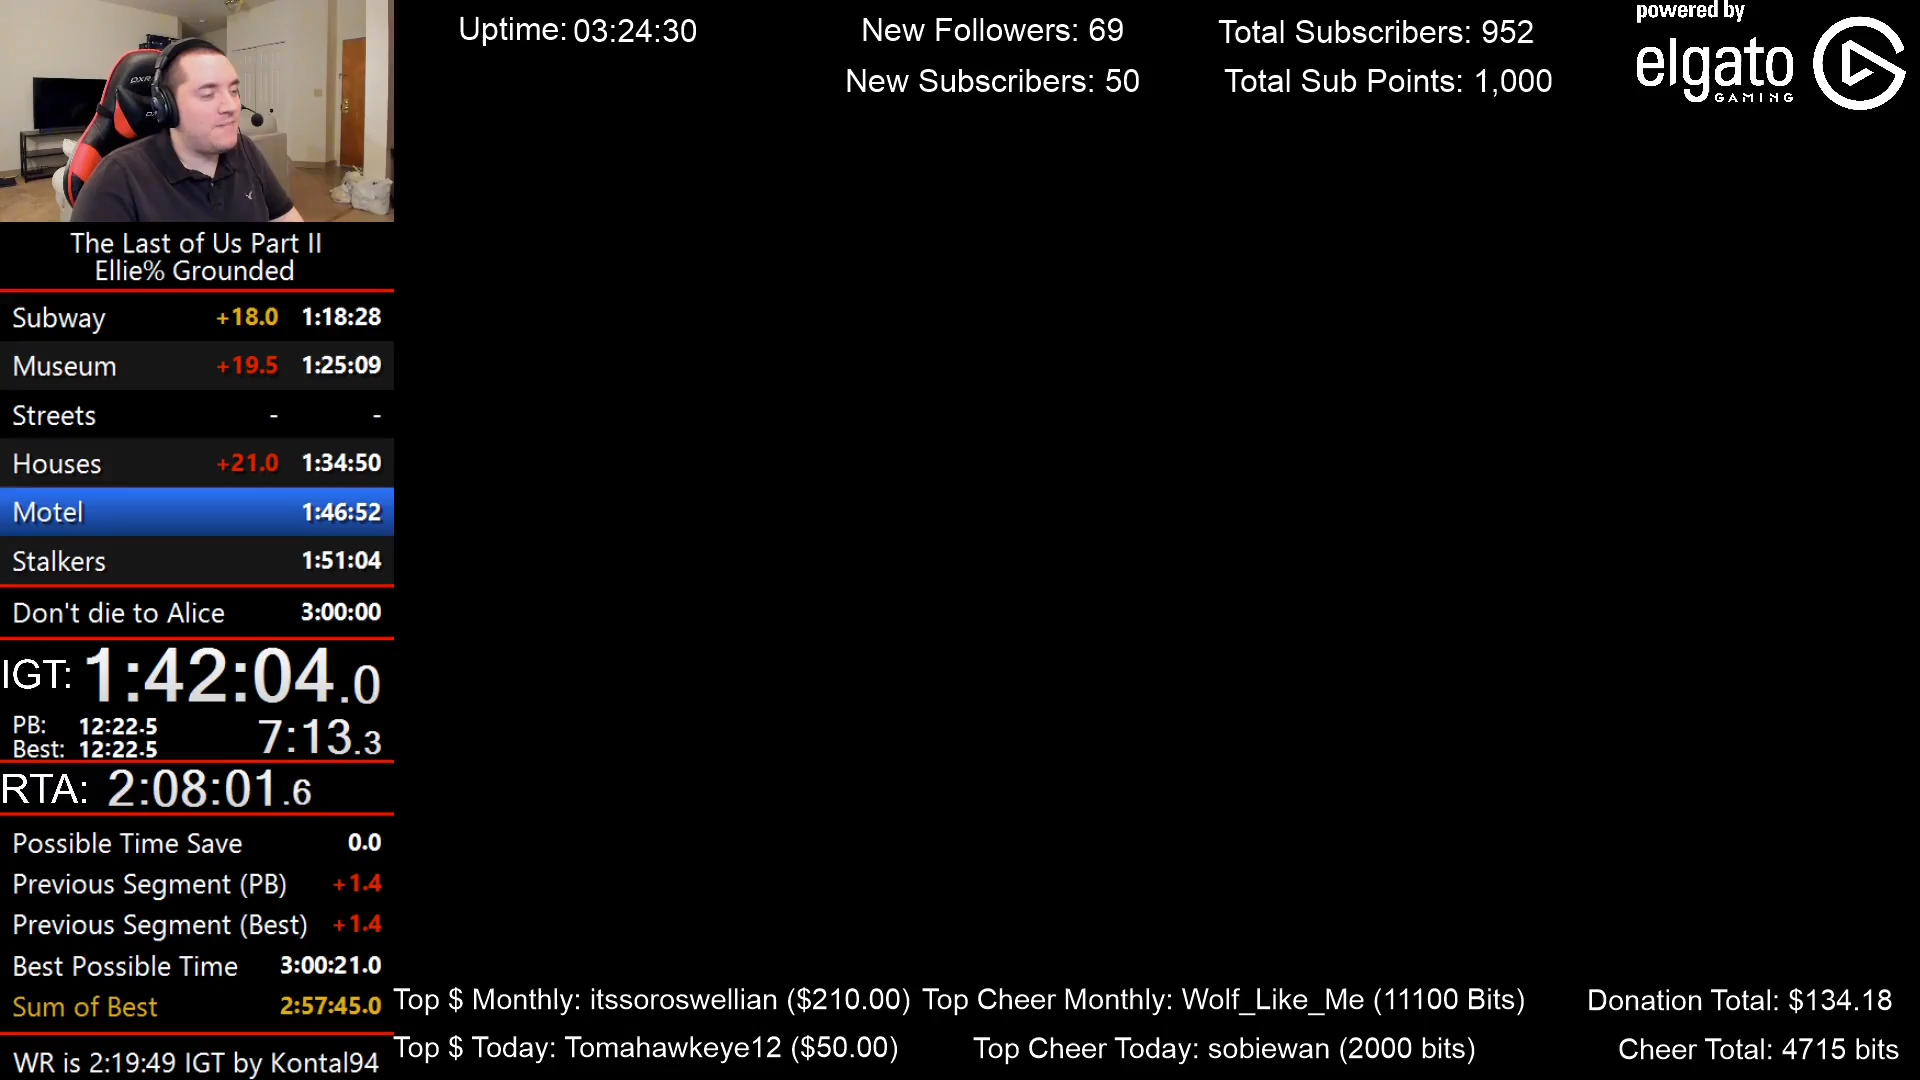 Uptime: 03:24:30
New Followers: 69
New Subscribers: 50
Total Subscribers: 952
Total Sub Points: 1,000
powered by
elgato
GAMING
DXR
The Last of Us Part II
Ellie% Grounded
Subway +18.0 1:18:28
Museum +19.5 1:25:09
Streets - -
Houses +21.0 1:34:50
Motel 1:46:52
Stalkers 1:51:04
Don't die to Alice 3:00:00
IGT: 1:42:04.0
PB: 12:22.5
Best: 12:22.5
7:13.3
RTA: 2:08:01.6
Possible Time Save 0.0
Previous Segment (PB) +1.4
Previous Segment (Best) +1.4
Best Possible Time 3:00:21.0
Sum of Best 2:57:45.0
WR is 2:19:49 IGT by Kontal94
Top $ Monthly: itssoroswellian ($210.00)
Top Cheer Monthly: Wolf_Like_Me (11100 Bits)
Donation Total: $134.18
Top $ Today: Tomahawkeye12 ($50.00)
Top Cheer Today: sobiewan (2000 bits)
Cheer Total: 4715 bits